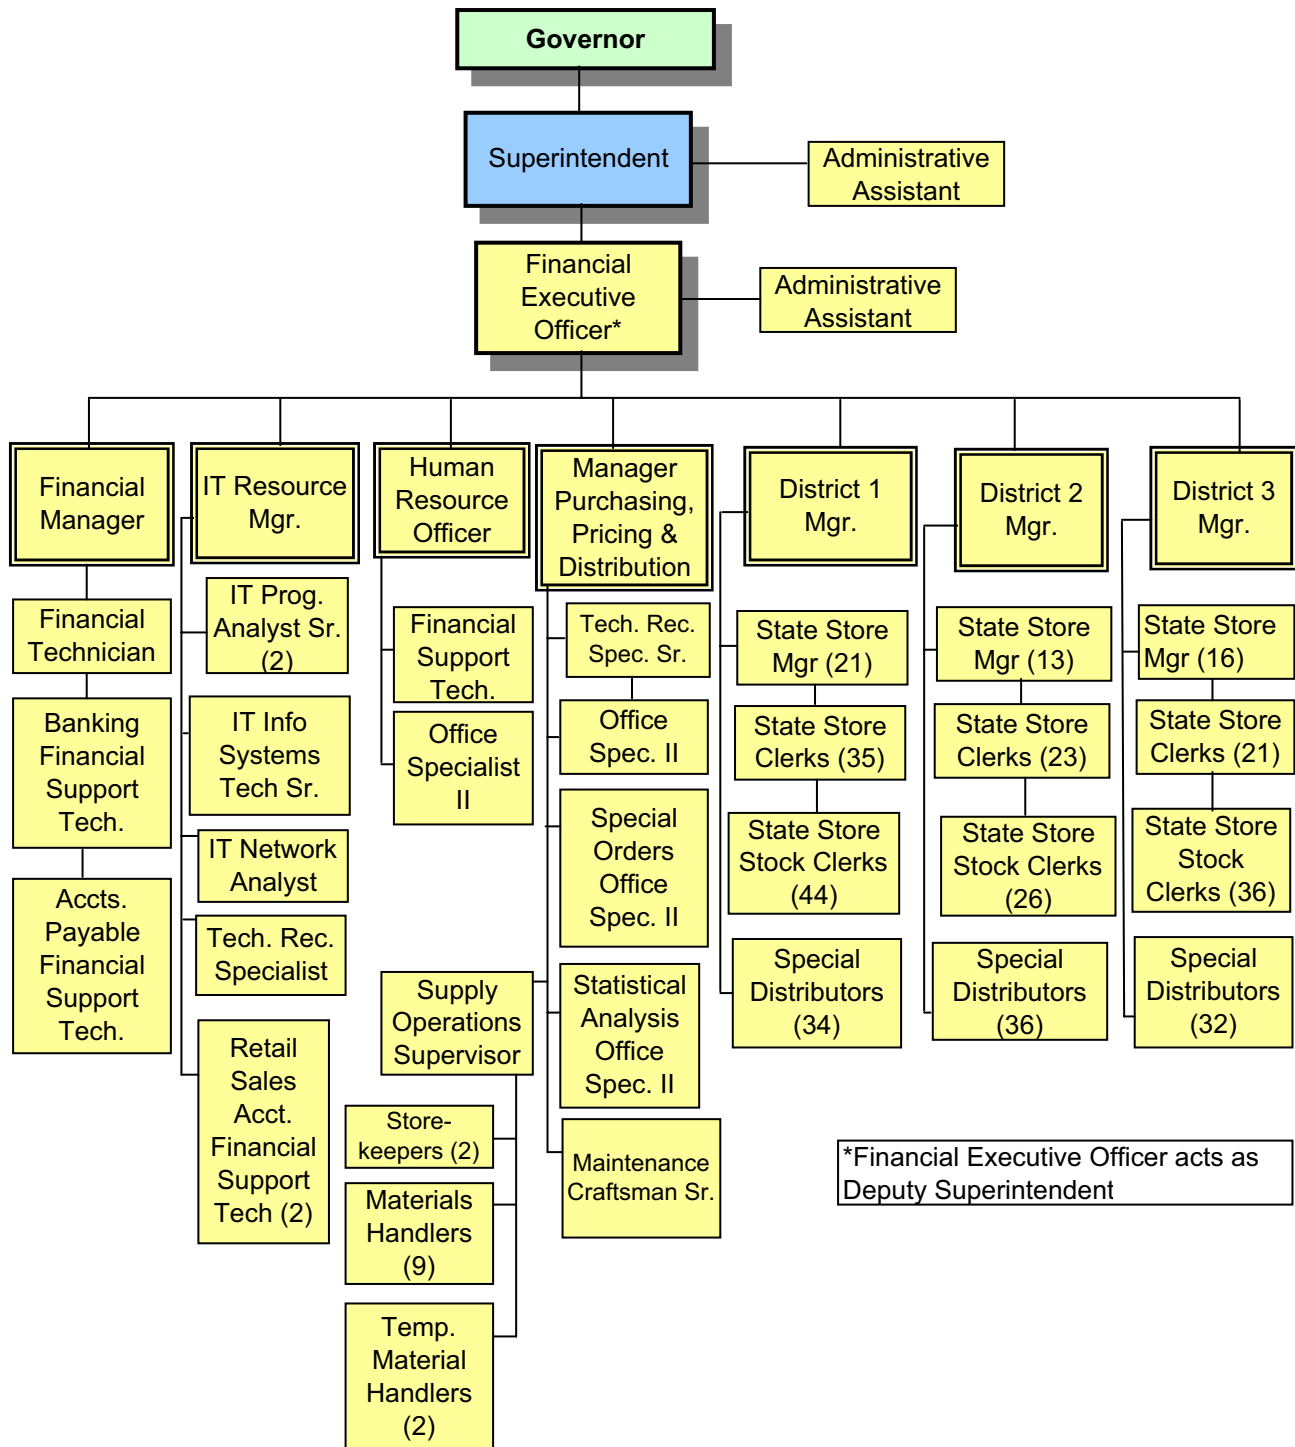 Governor
Superintendent
Administrative
Assistant
Financial
Executive
Officer*
Administrative
Assistant
Financial
Manager
IT Resource
Mgr.
Human
Resource
Officer
Manager
Purchasing,
Pricing &
Distribution
District 1
Mgr.
District 2
Mgr.
District 3
Mgr.
Financial
Technician
Banking
Financial
Support
Tech.
Accts.
Payable
Financial
Support
Tech.
IT Prog.
Analyst Sr.
(2)
IT Info
Systems
Tech Sr.
IT Network
Analyst
Tech. Rec.
Specialist
Retail
Sales
Acct.
Financial
Support
Tech (2)
Financial
Support
Tech.
Office
Specialist
II
Tech. Rec.
Spec. Sr.
Office
Spec. II
Special
Orders
Office
Spec. II
Supply
Operations
Supervisor
Statistical
Analysis
Office
Spec. II
Store-
keepers (2)
Materials
Handlers
(9)
Temp.
Material
Handlers
(2)
Maintenance
Craftsman Sr.
State Store
Mgr (21)
State Store
Clerks (35)
State Store
Stock Clerks
(44)
Special
Distributors
(34)
State Store
Mgr (13)
State Store
Clerks (23)
State Store
Stock Clerks
(26)
Special
Distributors
(36)
State Store
Mgr (16)
State Store
Clerks (21)
State Store
Stock
Clerks (36)
Special
Distributors
(32)
*Financial Executive Officer acts as
Deputy Superintendent